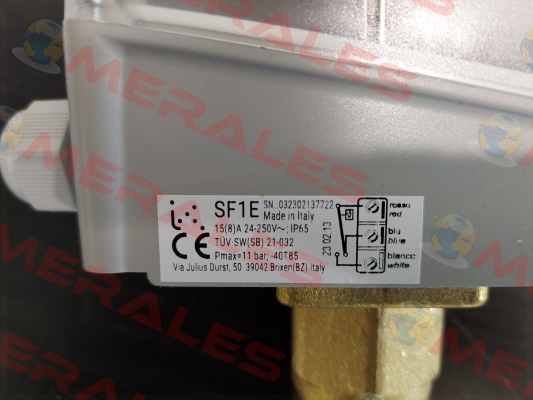 MERALES
MERALES
MERALES
SF1E SN.:032302137722
Made in Italy
15(8)A 24-250V~; IP65
TÜV SW(SB) 21-032
Pmax=11 bar; -40T85
Via Julius Durst, 50 39042 Brixen(BZ) Italy
23.02.13
rosso
red
blu
blue
bianco
white
CE